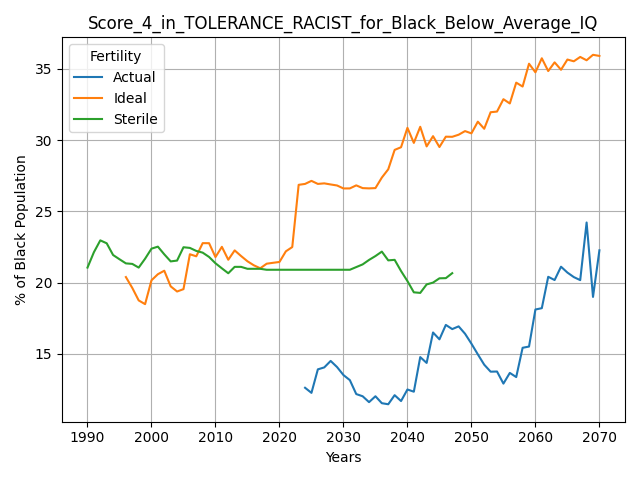 Score_4_in_TOLERANCE_RACIST_for_Black_Below_Average_IQ
Fertility
Actual
Ideal
Sterile
% of Black Population
35
30
25
20
15
1990
2000
2010
2020
2030
2040
2050
2060
2070
Years